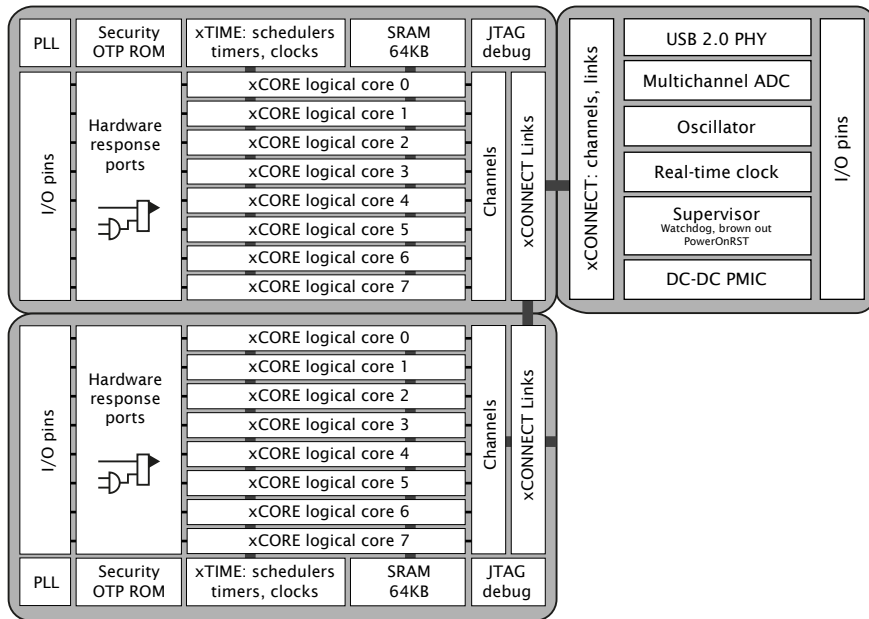 PLL
Security
OTP ROM
xTIME: schedulers
timers, clocks
SRAM
64KB
JTAG
debug
I/O pins
Hardware
response
ports
xCORE logical core 0
xCORE logical core 1
xCORE logical core 2
xCORE logical core 3
xCORE logical core 4
xCORE logical core 5
xCORE logical core 6
xCORE logical core 7
Channels
xCONNECT Links
xCONNECT: channels, links
USB 2.0 PHY
Multichannel ADC
Oscillator
Real-time clock
Supervisor
Watchdog, brown out
PowerOnRST
DC-DC PMIC
I/O pins
I/O pins
Hardware
response
ports
xCORE logical core 0
xCORE logical core 1
xCORE logical core 2
xCORE logical core 3
xCORE logical core 4
xCORE logical core 5
xCORE logical core 6
xCORE logical core 7
Channels
xCONNECT Links
PLL
Security
OTP ROM
xTIME: schedulers
timers, clocks
SRAM
64KB
JTAG
debug